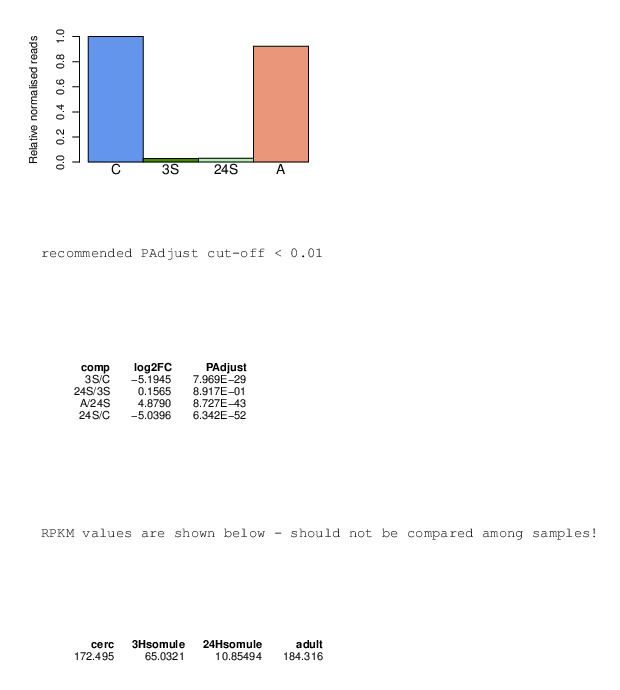 Relative normalised reads
1.0
0.8
0.6
0.4
0.2
0.0
C 3S 24S A
recommended PAdjust cut-off < 0.01
comp log2FC PAdjust
3S/C −5.1945 7.969E−29
24S/3S 0.1565 8.917E−01
A/24S 4.8790 8.727E−43
24S/C −5.0396 6.342E−52
RPKM values are shown below - should not be compared among samples!
cerc 3Hsomule 24Hsomule adult
172.495 65.0321 10.85494 184.316